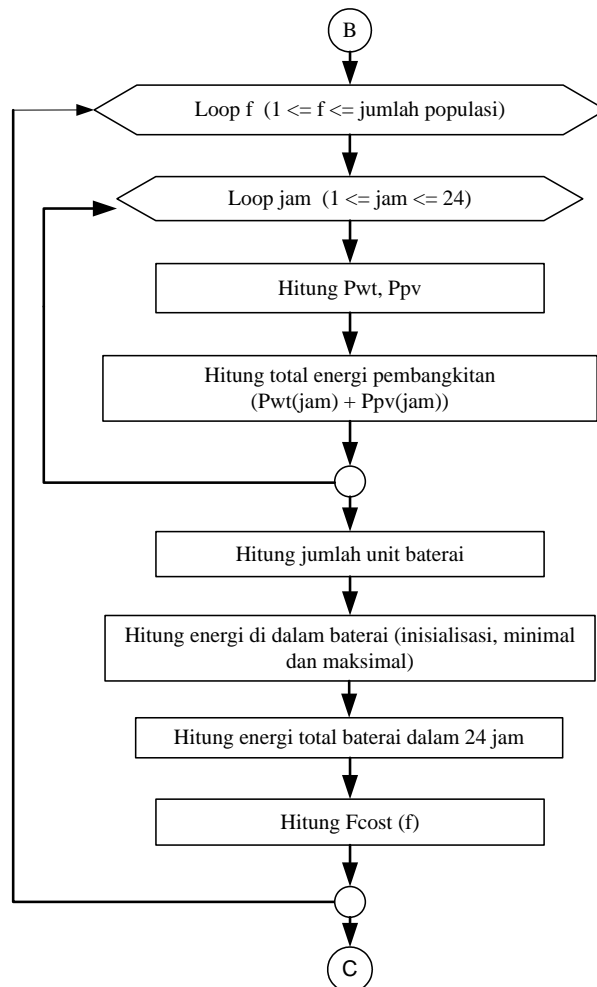 B
Loop f (1 <= f <= jumlah populasi)
Loop jam (1 <= jam <= 24)
Hitung Pwt, Ppv
Hitung total energi pembangkitan
(Pwt(jam) + Ppv(jam))
Hitung jumlah unit baterai
Hitung energi di dalam baterai (inisialisasi, minimal
dan maksimal)
Hitung energi total baterai dalam 24 jam
Hitung Fcost (f)
C